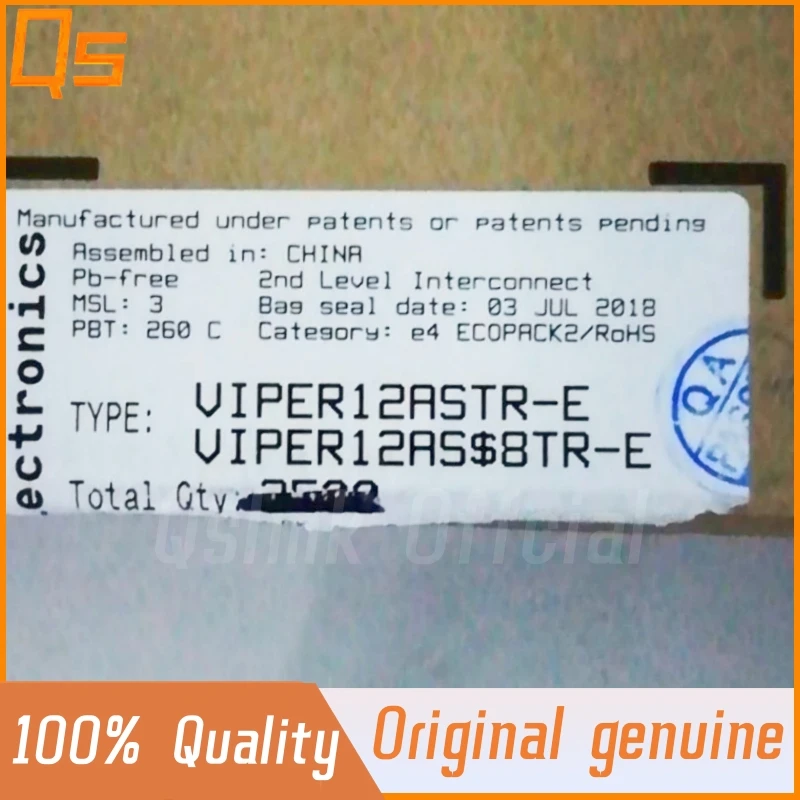 Qs
Manufactured under patents or patents pending
ectronics
Assembled in: CHINA
Pb-free 2nd Level Interconnect
MSL: 3 Bag seal date: 03 JUL 2018
PBT: 260 C Category: e4 ECOPACK2/RoHS
TYPE: VIPER12ASTR-E
VIPER12AS$8TR-E
QA
Total Qty
Official
100% Quality
Original genuine